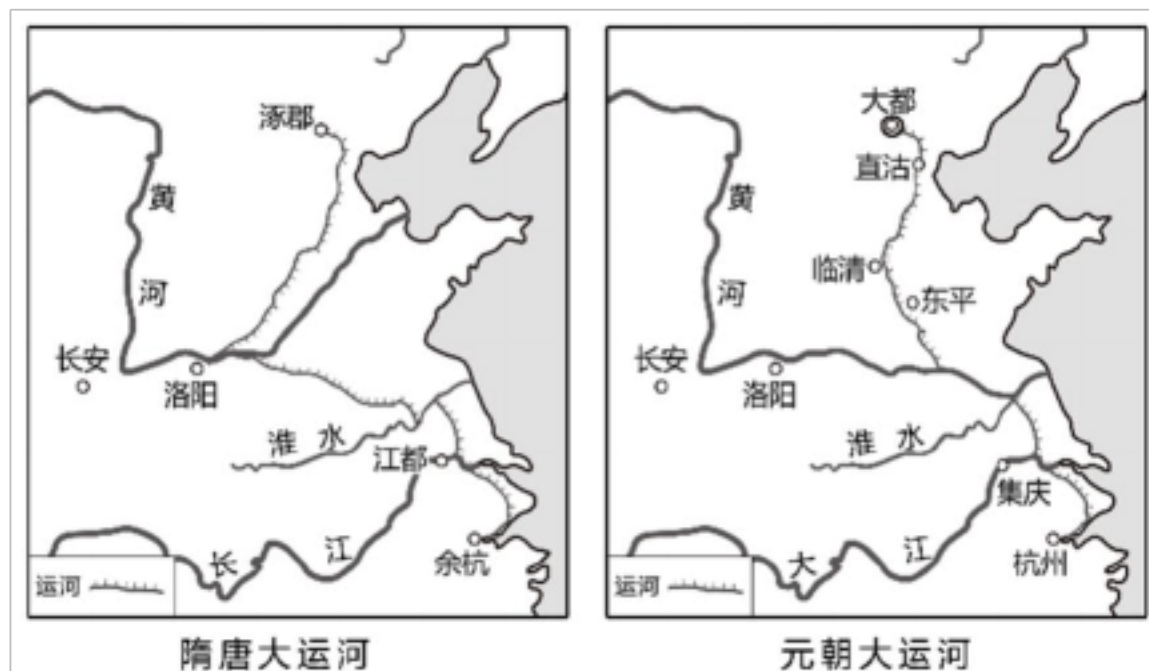 涿郡
黄
河
长安
洛阳
淮水
江都
长江
余杭
运河
隋唐大运河
大都
直沽
临清
东平
黄
河
长安
洛阳
淮水
集庆
大江
杭州
运河
元朝大运河